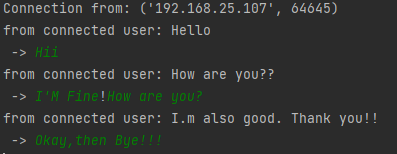 Connection from: ('192.168.25.107', 64645)
from connected user: Hello
 -> Hii
from connected user: How are you??
 -> I'M Fine!How are you?
from connected user: I.m also good. Thank you!!
 -> Okay,then Bye!!!